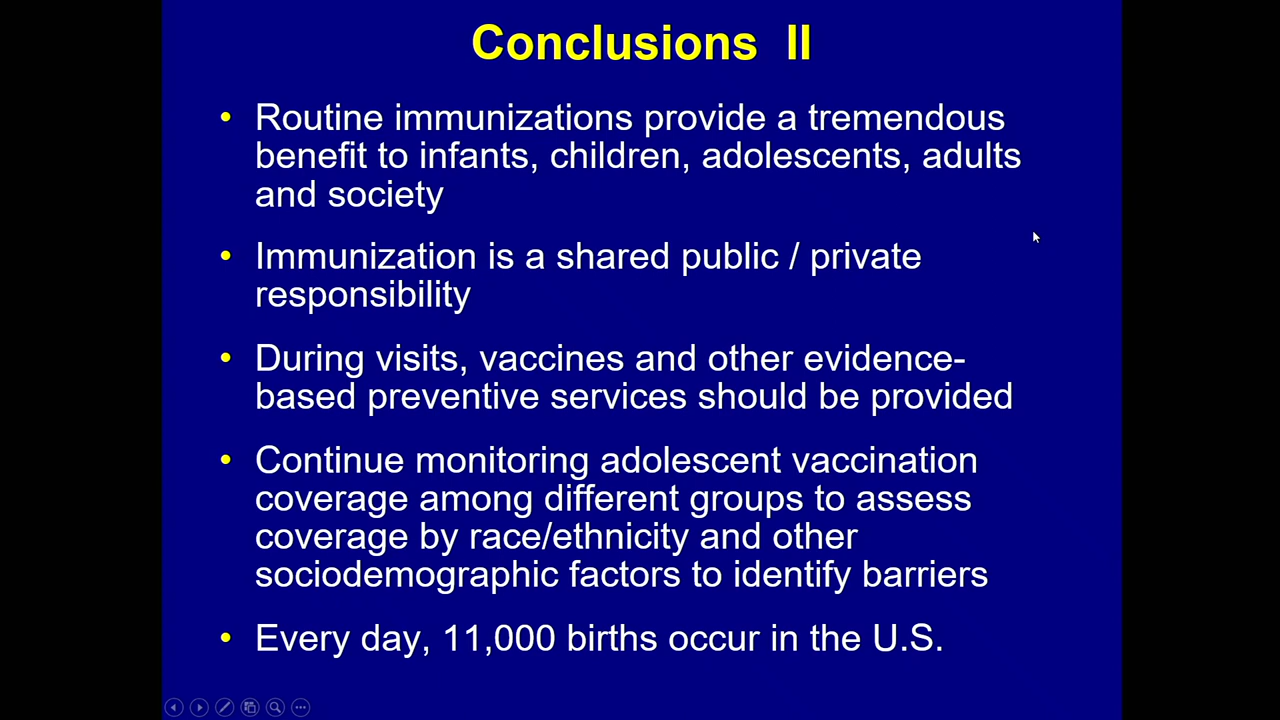 Conclusions II
• Routine immunizations provide a tremendous
benefit to infants, children, adolescents, adults
and society
• Immunization is a shared public / private
responsibility
• During visits, vaccines and other evidence-
based preventive services should be provided
• Continue monitoring adolescent vaccination
coverage among different groups to assess
coverage by race/ethnicity and other
sociodemographic factors to identify barriers
• Every day, 11,000 births occur in the U.S.